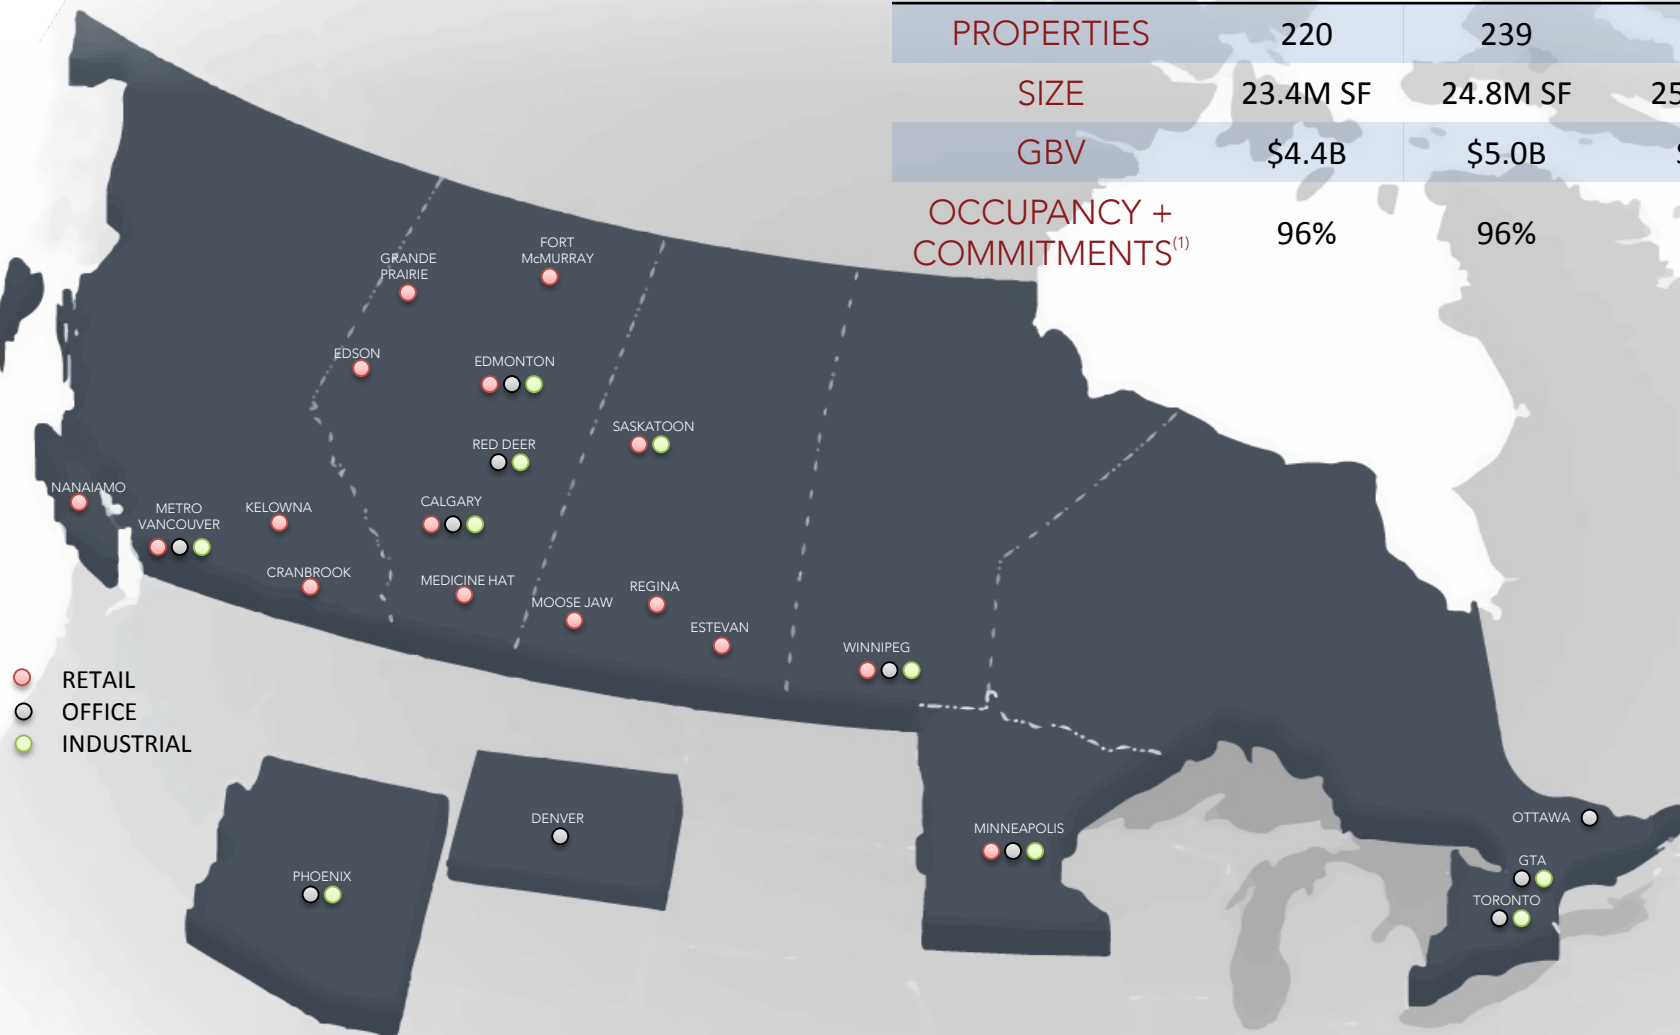 PROPERTIES 220 239
SIZE 23.4M SF 24.8M SF 25
GBV $4.4B $5.0B $
OCCUPANCY +
COMMITMENTS(1) 96% 96%
FORT
McMURRAY
GRANDE
PRAIRIE
EDSON
EDMONTON
SASKATOON
RED DEER
NANAIAMO
METRO
VANCOUVER
KELOWNA
CALGARY
CRANBROOK
MEDICINE HAT
MOOSE JAW
REGINA
ESTEVAN
WINNIPEG
RETAIL
OFFICE
INDUSTRIAL
DENVER
PHOENIX
MINNEAPOLIS
OTTAWA
GTA
TORONTO